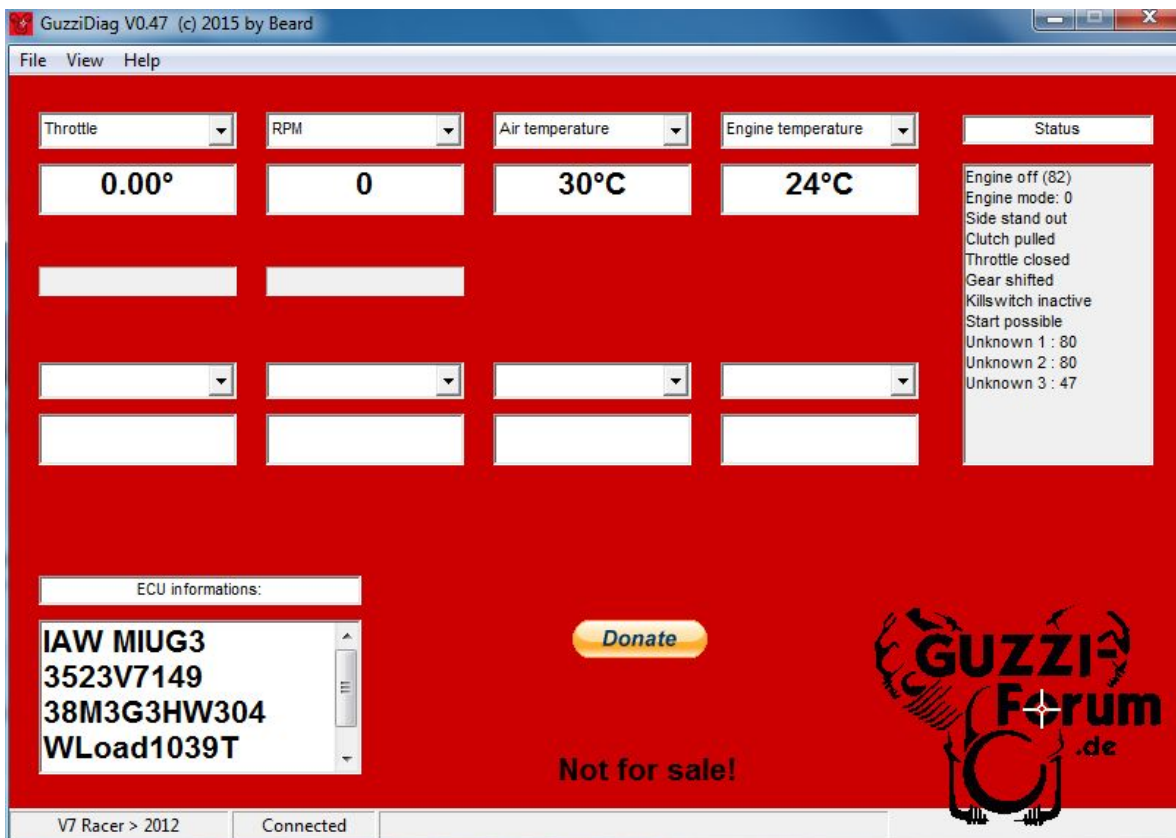 GuzziDiag V0.47 (c) 2015 by Beard
File View Help
Throttle RPM Air temperature Engine temperature Status
0.00° 0 30°C 24°C
Engine off (82)
Engine mode: 0
Side stand out
Clutch pulled
Throttle closed
Gear shifted
Killswitch inactive
Start possible
Unknown 1 : 80
Unknown 2 : 80
Unknown 3 : 47
ECU informations:
IAW MIUG3
3523V7149
38M3G3HW304
WLoad1039T
Donate
Not for sale!
GUZZI-
Forum
.de
V7 Racer > 2012 Connected